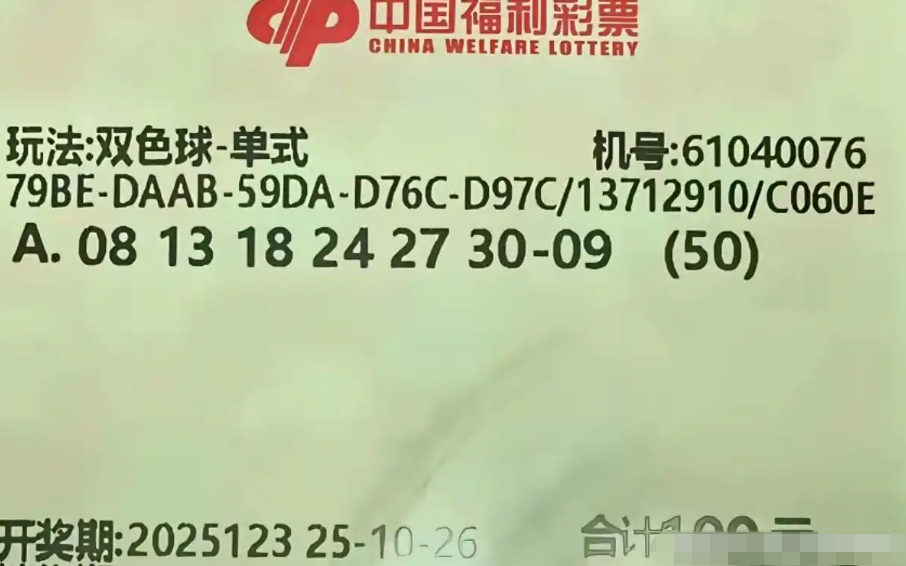 中国福利彩票
CHINA WELFARE LOTTERY
玩法:双色球-单式 机号:61040076
79BE-DAAB-59DA-D76C-D97C/13712910/C060E
A. 08 13 18 24 27 30-09 (50)
开奖期:2025123 25-10-26 合计100元